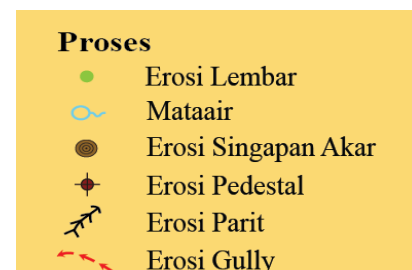 Proses
Erosi Lembar
Mataair
Erosi Singapan Akar
Erosi Pedestal
Erosi Parit
Erosi Gully